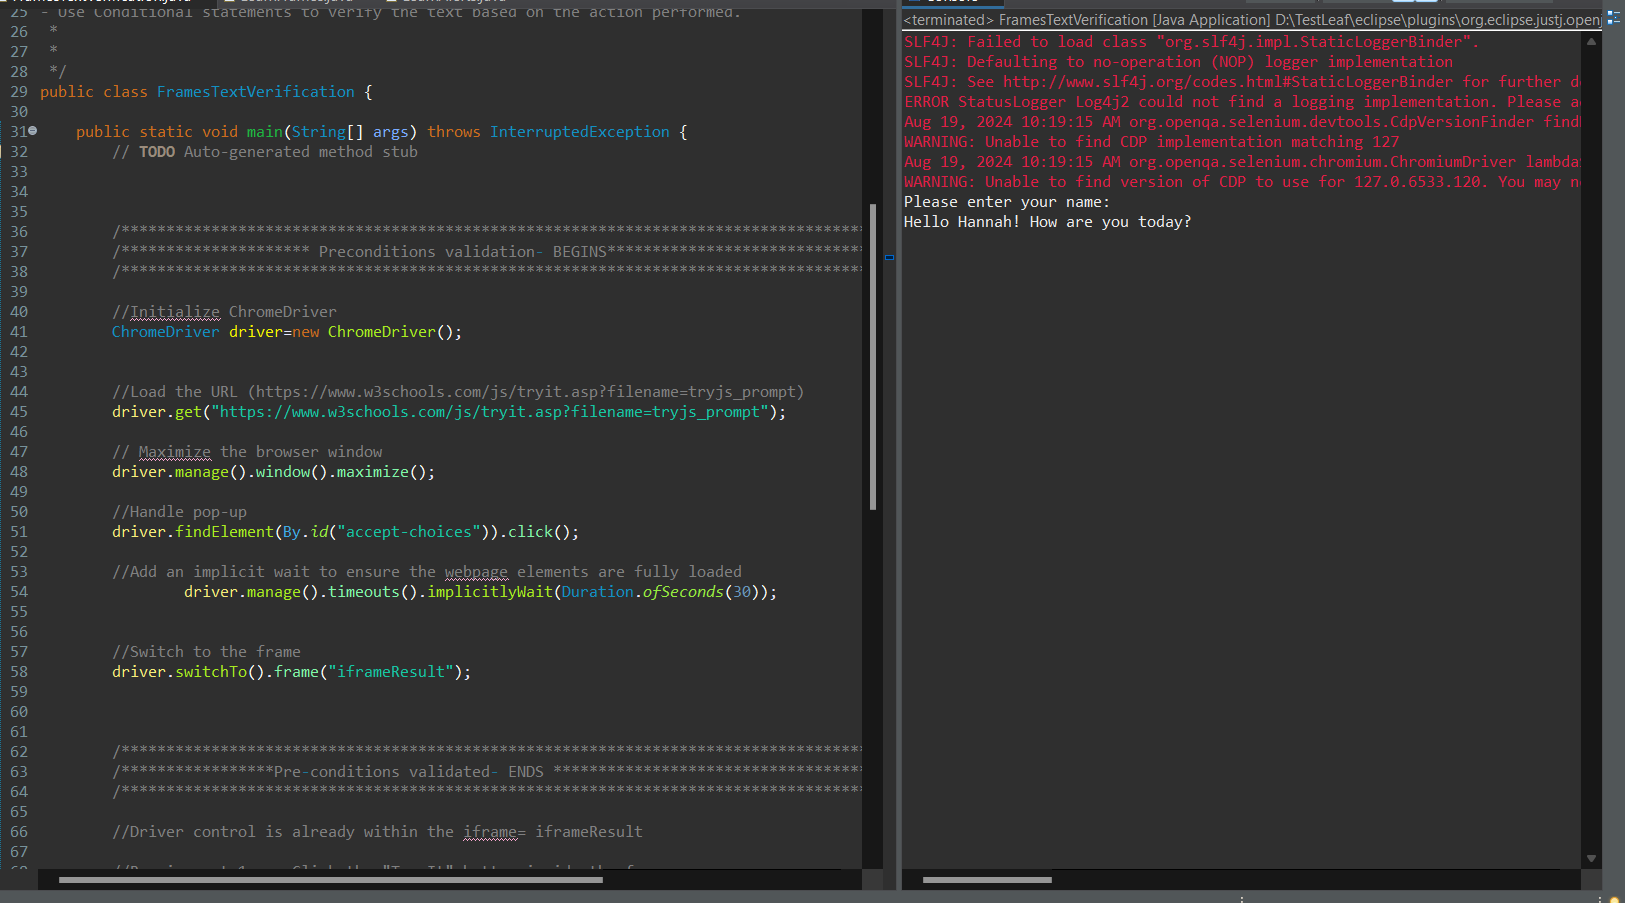 25 - Use Conditional statements to verify the text based on the action performed.
26 *
27 *
28 */
29 public class FramesTextVerification {
30
31 public static void main(String[] args) throws InterruptedException {
32 // TODO Auto-generated method stub
33
34
35
36 /**********************************************************************************
37 /********************* Preconditions validation- BEGINS****************************
38 /**********************************************************************************
39
40 //Initialize ChromeDriver
41 ChromeDriver driver=new ChromeDriver();
42
43
44 //Load the URL (https://www.w3schools.com/js/tryit.asp?filename=tryjs_prompt)
45 driver.get("https://www.w3schools.com/js/tryit.asp?filename=tryjs_prompt");
46
47 // Maximize the browser window
48 driver.manage().window().maximize();
49
50 //Handle pop-up
51 driver.findElement(By.id("accept-choices")).click();
52
53 //Add an implicit wait to ensure the webpage elements are fully loaded
54 driver.manage().timeouts().implicitlyWait(Duration.ofSeconds(30));
55
56
57 //Switch to the frame
58 driver.switchTo().frame("iframeResult");
59
60
61
62 /**********************************************************************************
63 /*****************Pre-conditions validated- ENDS **********************************
64 /**********************************************************************************
65
66 //Driver control is already within the iframe= iframeResult
67
<terminated> FramesTextVerification [Java Application] D:\TestLeaf\eclipse\plugins\org.eclipse.justj.openj
SLF4J: Failed to load class "org.slf4j.impl.StaticLoggerBinder".
SLF4J: Defaulting to no-operation (NOP) logger implementation
SLF4J: See http://www.slf4j.org/codes.html#StaticLoggerBinder for further d
ERROR StatusLogger Log4j2 could not find a logging implementation. Please a
Aug 19, 2024 10:19:15 AM org.openqa.selenium.devtools.CdpVersionFinder find
WARNING: Unable to find CDP implementation matching 127
Aug 19, 2024 10:19:15 AM org.openqa.selenium.chromium.ChromiumDriver lambda
WARNING: Unable to find version of CDP to use for 127.0.6533.120. You may n
Please enter your name:
Hello Hannah! How are you today?